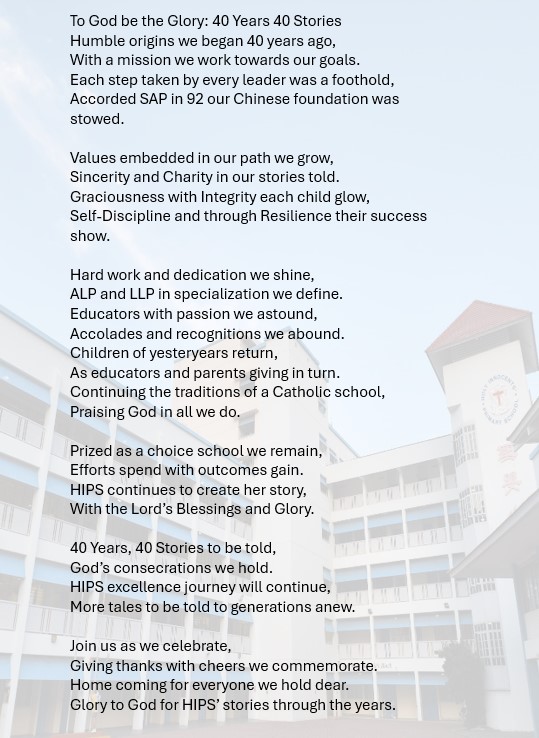 To God be the Glory: 40 Years 40 Stories
Humble origins we began 40 years ago,
With a mission we work towards our goals.
Each step taken by every leader was a foothold,
Accorded SAP in 92 our Chinese foundation was
stowed.
Values embedded in our path we grow,
Sincerity and Charity in our stories told.
Graciousness with Integrity each child glow,
Self-Discipline and through Resilience their success
show.
Hard work and dedication we shine,
ALP and LLP in specialization we define.
Educators with passion we astound,
Accolades and recognitions we abound.
Children of yesteryears return,
As educators and parents giving in turn.
Continuing the traditions of a Catholic school,
Praising God in all we do.
Prized as a choice school we remain,
Efforts spend with outcomes gain.
HIPS continues to create her story,
With the Lord’s Blessings and Glory.
40 Years, 40 Stories to be told,
God’s consecrations we hold.
HIPS excellence journey will continue,
More tales to be told to generations anew.
Join us as we celebrate,
Giving thanks with cheers we commemorate.
Home coming for everyone we hold dear.
Glory to God for HIPS’ stories through the years.